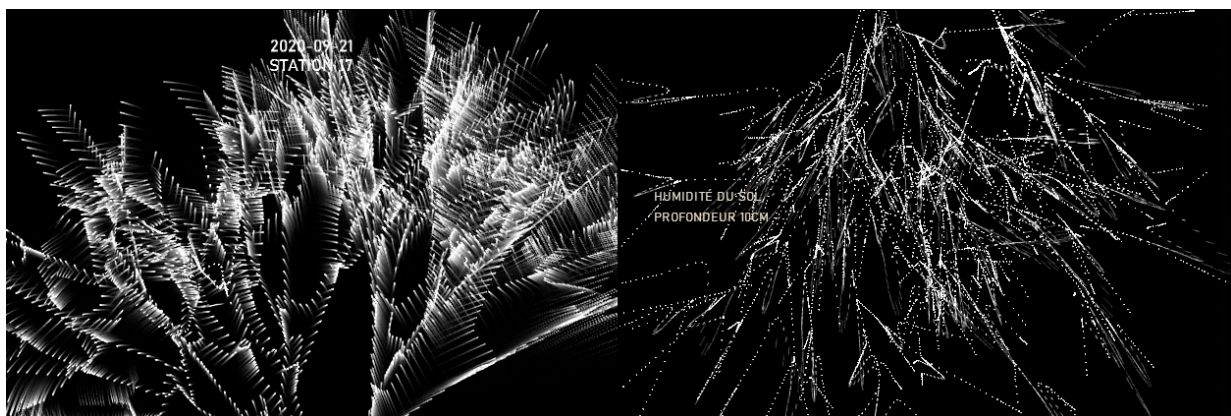 2020-09-21
STATION 17
HUMIDITÉ DU SOL
PROFONDEUR 10CM